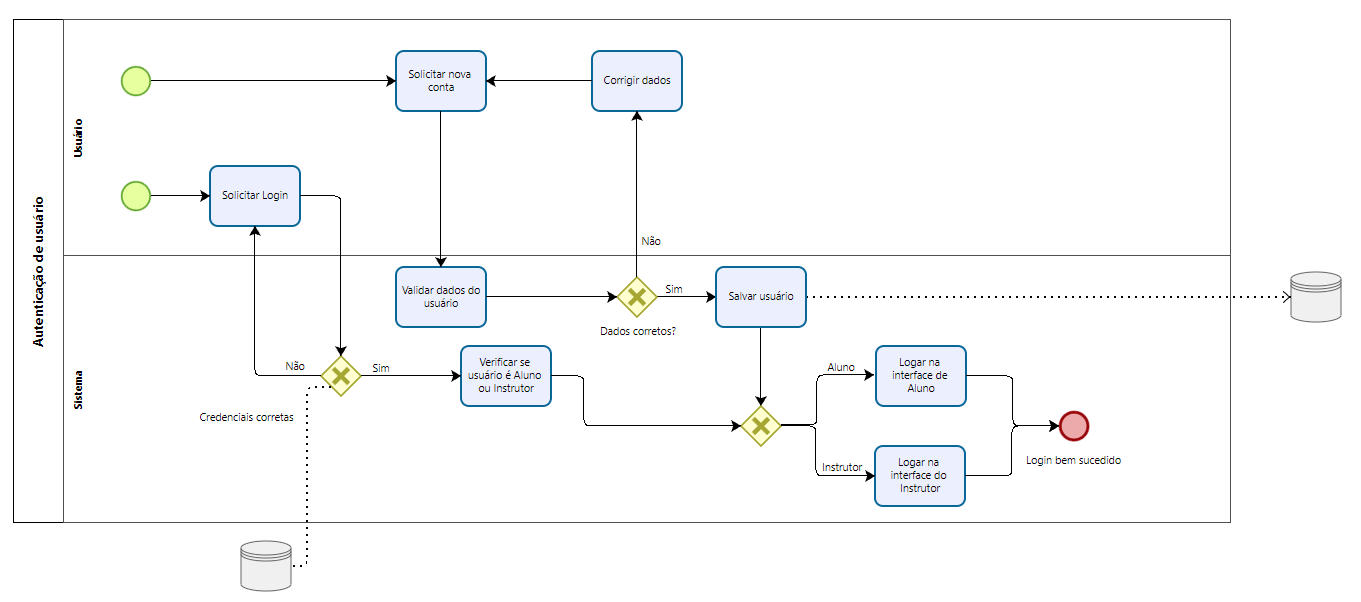 Autenticação de usuário
Usuário
Solicitar nova
conta
Corrigir dados
Solicitar Login
Não
Sistema
Validar dados do
usuário
Sim
Salvar usuário
Dados corretos?
Não
Sim
Verificar se
usuário é Aluno
ou Instrutor
Aluno
Logar na
interface de
Aluno
Credenciais corretas
Instrutor
Logar na
interface do
Instrutor
Login bem sucedido